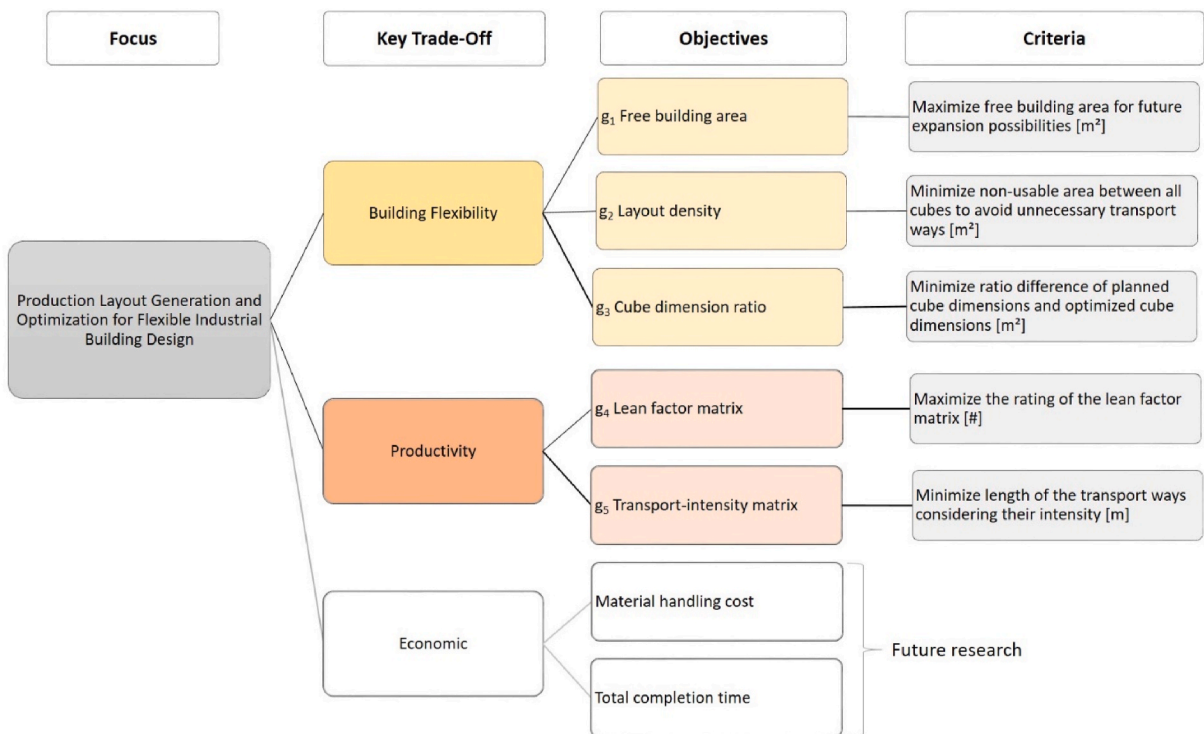 Focus
Key Trade-Off
Objectives
Criteria
Production Layout Generation and
Optimization for Flexible Industrial
Building Design
Building Flexibility
g₁ Free building area
Maximize free building area for future
expansion possibilities [m²]
g₂ Layout density
Minimize non-usable area between all
cubes to avoid unnecessary transport
ways [m²]
g₃ Cube dimension ratio
Minimize ratio difference of planned
cube dimensions and optimized cube
dimensions [m²]
Productivity
g₄ Lean factor matrix
Maximize the rating of the lean factor
matrix [#]
g₅ Transport-intensity matrix
Minimize length of the transport ways
considering their intensity [m]
Economic
Material handling cost
Total completion time
Future research